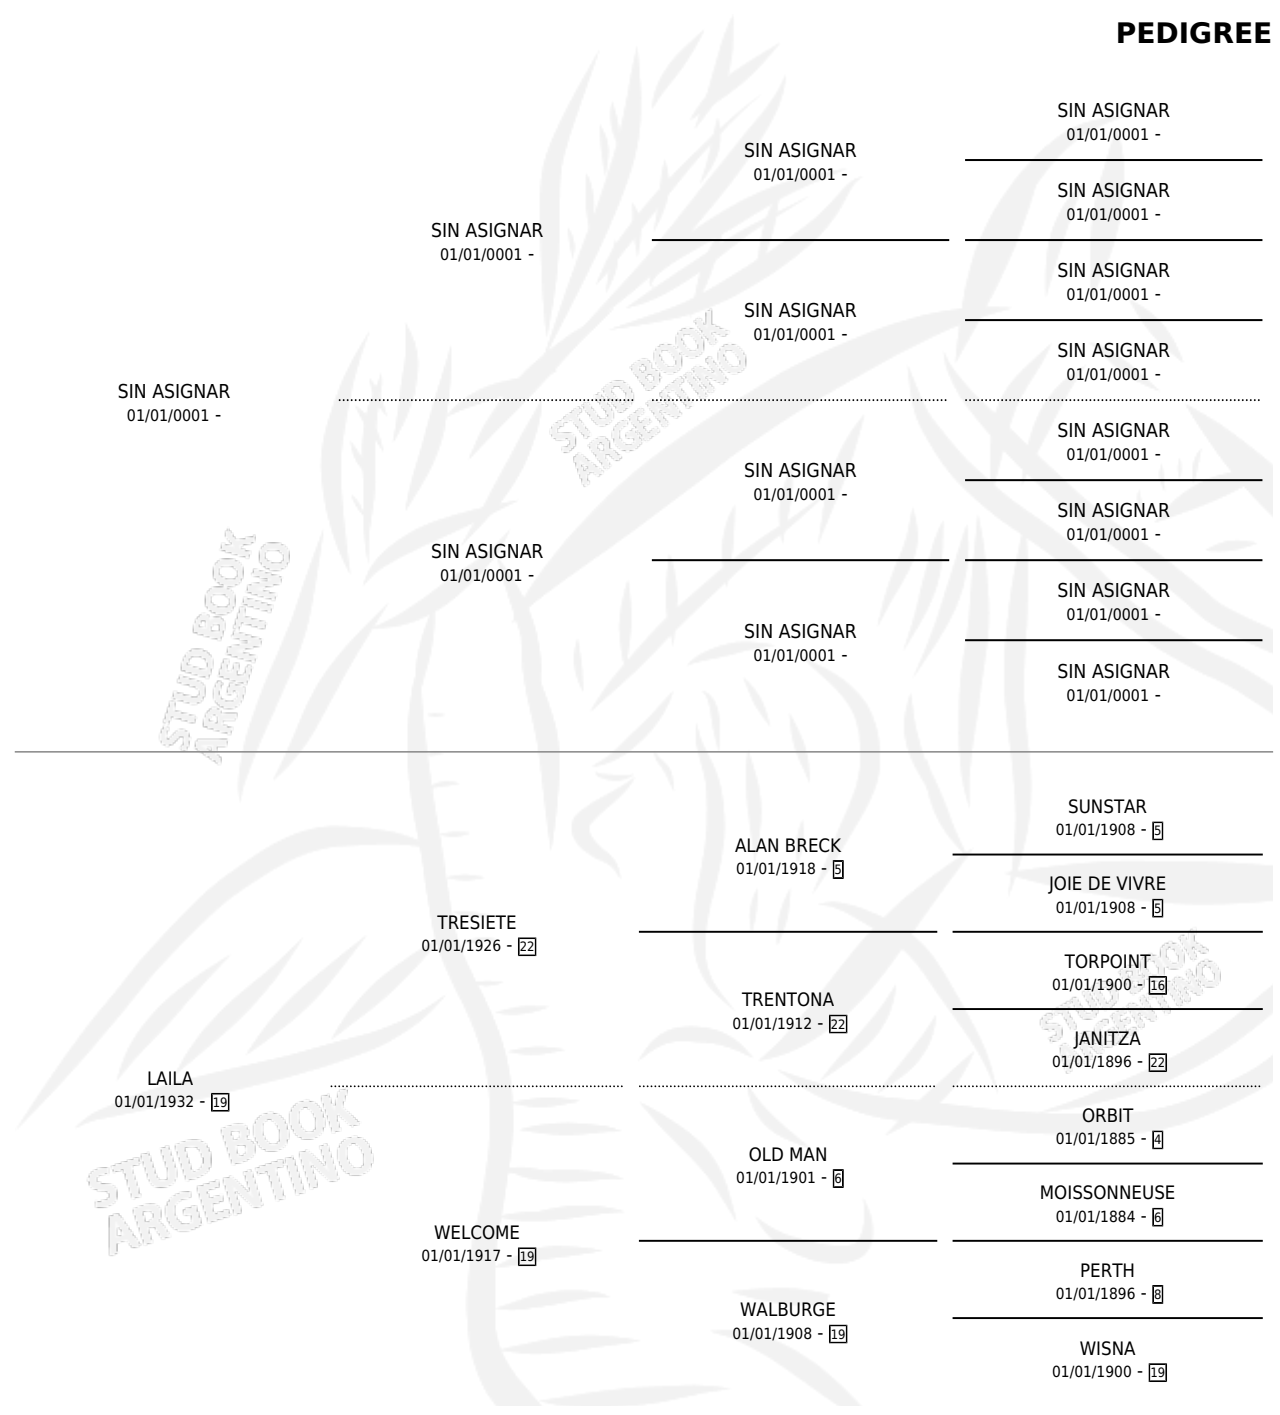 PEDIGREE
SIN ASIGNAR
01/01/0001 -
SIN ASIGNAR
01/01/0001 -
SIN ASIGNAR
01/01/0001 -
SIN ASIGNAR
01/01/0001 -
SIN ASIGNAR
01/01/0001 -
SIN ASIGNAR
01/01/0001 -
SIN ASIGNAR
01/01/0001 -
SIN ASIGNAR
01/01/0001 -
SIN ASIGNAR
01/01/0001 -
SIN ASIGNAR
01/01/0001 -
SIN ASIGNAR
01/01/0001 -
SIN ASIGNAR
01/01/0001 -
SIN ASIGNAR
01/01/0001 -
SIN ASIGNAR
01/01/0001 -
SIN ASIGNAR
01/01/0001 -
STUD BOOK
ARGENTINO
STUD BOOK
ARGENTINO
SUNSTAR
01/01/1908 - 5
ALAN BRECK
01/01/1918 - 5
JOIE DE VIVRE
01/01/1908 - 5
TRESIETE
01/01/1926 - 22
TORPOINT
01/01/1900 - 16
TRENTONA
01/01/1912 - 22
JANITZA
01/01/1896 - 22
LAILA
01/01/1932 - 19
ORBIT
01/01/1885 - 4
OLD MAN
01/01/1901 - 6
MOISSONNEUSE
01/01/1884 - 6
WELCOME
01/01/1917 - 19
PERTH
01/01/1896 - 8
WALBURGE
01/01/1908 - 19
WISNA
01/01/1900 - 19
STUD BOOK
ARGENTINO
STUD BOOK
ARGENTINO